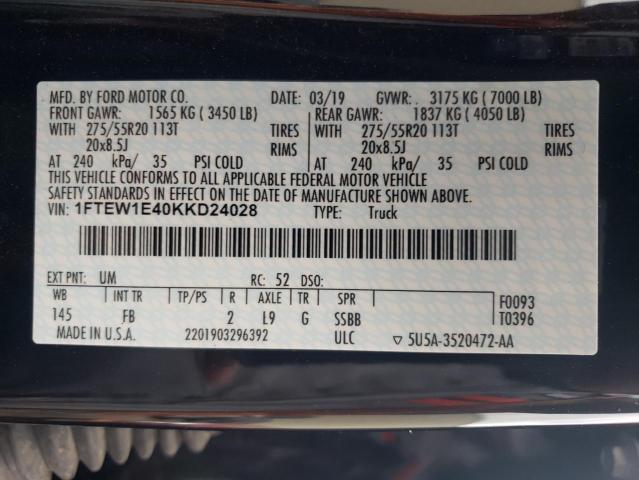 MFD. BY FORD MOTOR CO. DATE: 03/19 GVWR: 3175 KG ( 7000 LB)
FRONT GAWR: 1565 KG ( 3450 LB) REAR GAWR: 1837 KG ( 4050 LB)
WITH 275/55R20 113T TIRES WITH 275/55R20 113T TIRES
20x8.5J RIMS 20x8.5J RIMS
AT 240 kPa/ 35 PSI COLD AT 240 kPa/ 35 PSI COLD
THIS VEHICLE CONFORMS TO ALL APPLICABLE FEDERAL MOTOR VEHICLE
SAFETY STANDARDS IN EFFECT ON THE DATE OF MANUFACTURE SHOWN ABOVE.
VIN: 1FTEW1E40KKD24028 TYPE: Truck
EXT PNT: UM RC: 52 DSO:
WB INT TR TP/PS R AXLE TR SPR F0093
145 FB 2 L9 G SSBB T0396
MADE IN U.S.A. 2201903296392 ULC ▽ 5U5A-3520472-AA